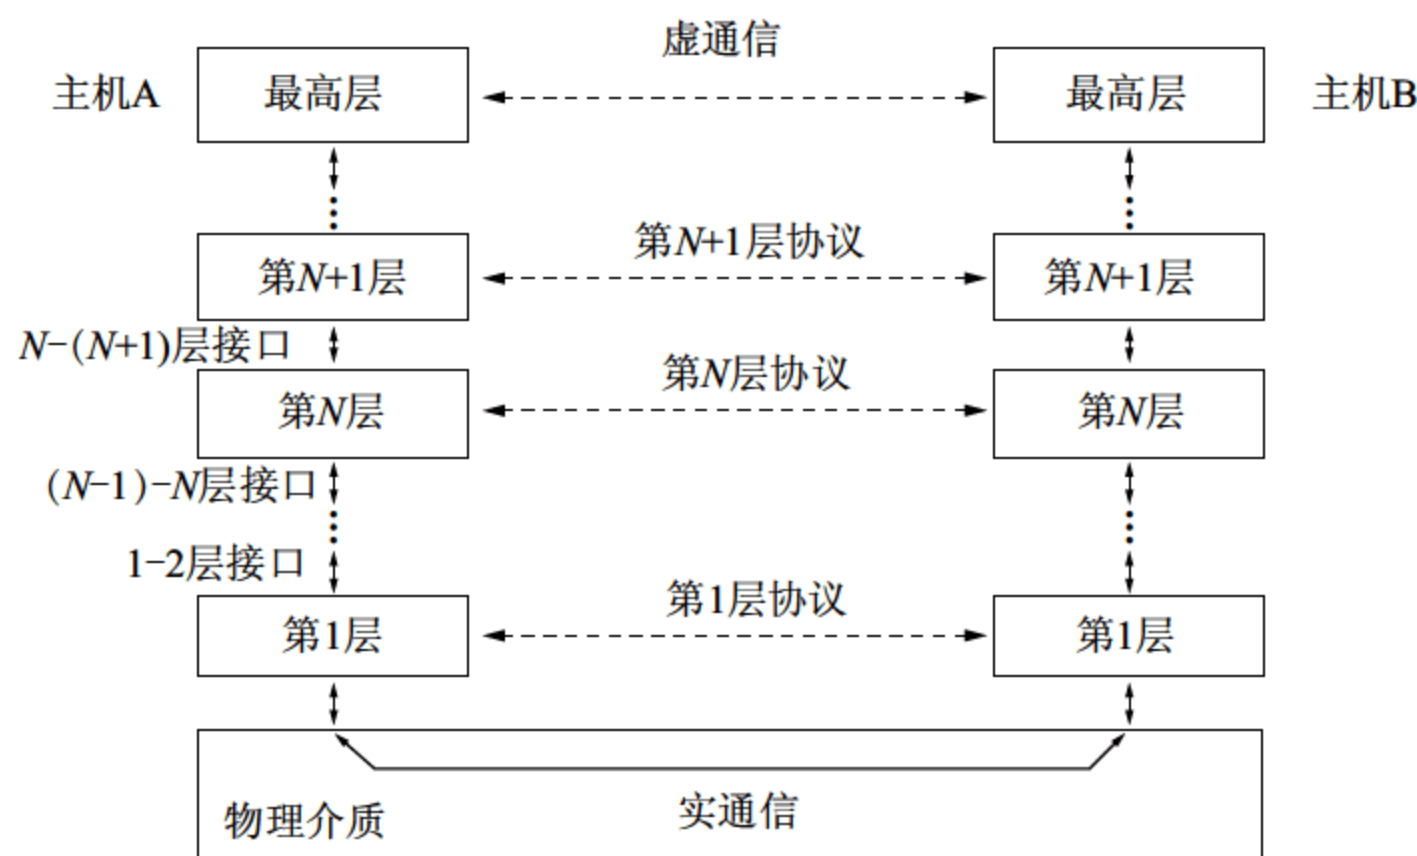 虚通信
主机A
最高层
最高层
主机B
第N+1层协议
第N+1层
第N+1层
N-(N+1)层接口
第N层协议
第N层
第N层
(N-1)-N层接口
1-2层接口
第1层协议
第1层
第1层
实通信
物理介质